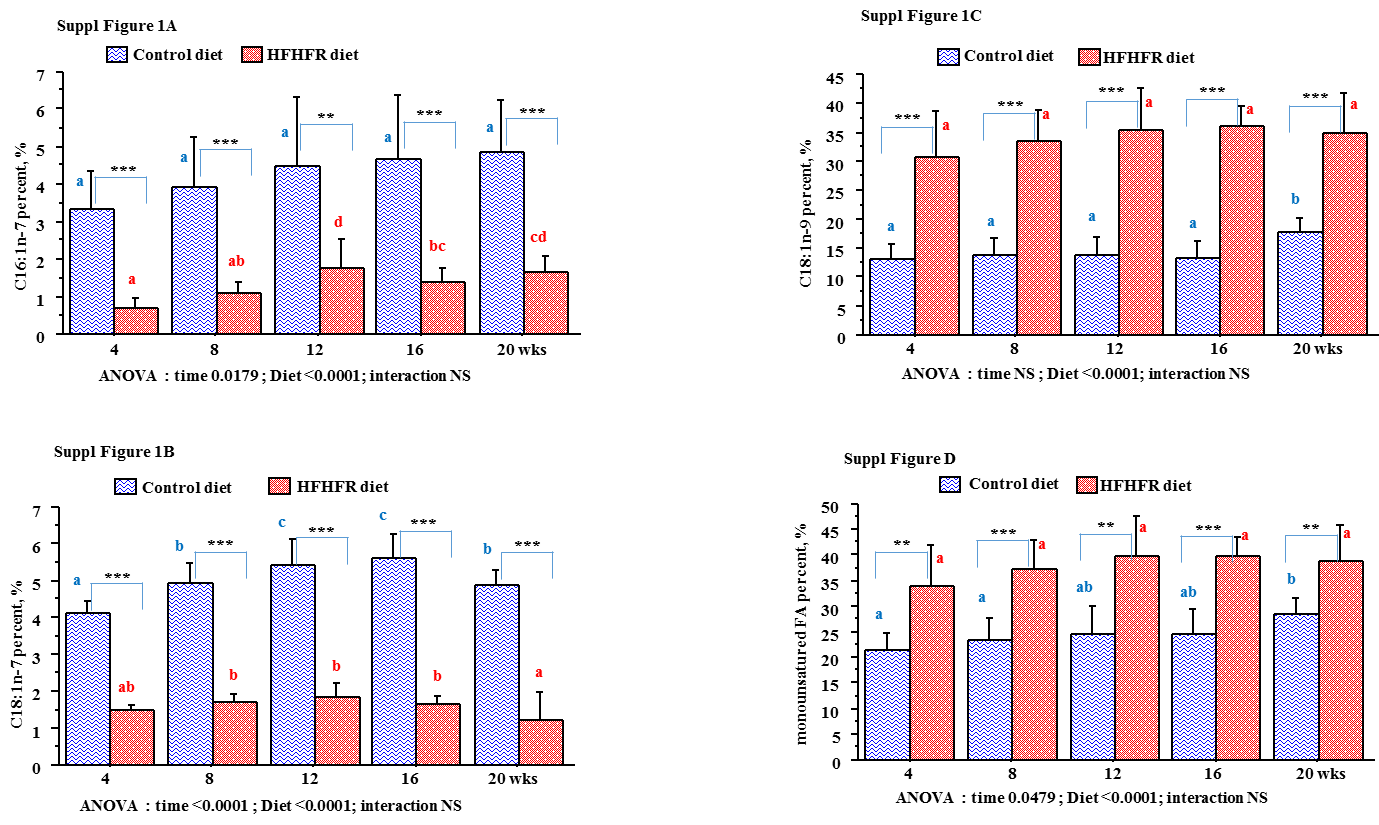 Suppl Figure 1A
Control diet HFHFR diet
C16:1n-7 percent, %
7
6
5
4
3
2
1
0
a *** a *** a ** a *** a ***
a ab d bc cd
4 8 12 16 20 wks
ANOVA : time 0.0179 ; Diet <0.0001; interaction NS
Suppl Figure 1C
Control diet HFHFR diet
C18:1n-9 percent, %
45
40
35
30
25
20
15
10
5
0
*** a *** a *** a *** a *** a
a a a a b
4 8 12 16 20 wks
ANOVA : time NS ; Diet <0.0001; interaction NS
Suppl Figure 1B
Control diet HFHFR diet
C18:1n-7 percent, %
7
6
5
4
3
2
1
0
a *** b *** c *** c *** b ***
ab b b b a
4 8 12 16 20 wks
ANOVA : time <0.0001 ; Diet <0.0001; interaction NS
Suppl Figure D
Control diet HFHFR diet
monounsatured FA percent, %
50
45
40
35
30
25
20
15
10
5
0
** a *** a ** a *** a ** a
a a ab ab b
4 8 12 16 20 wks
ANOVA : time 0.0479 ; Diet <0.0001; interaction NS